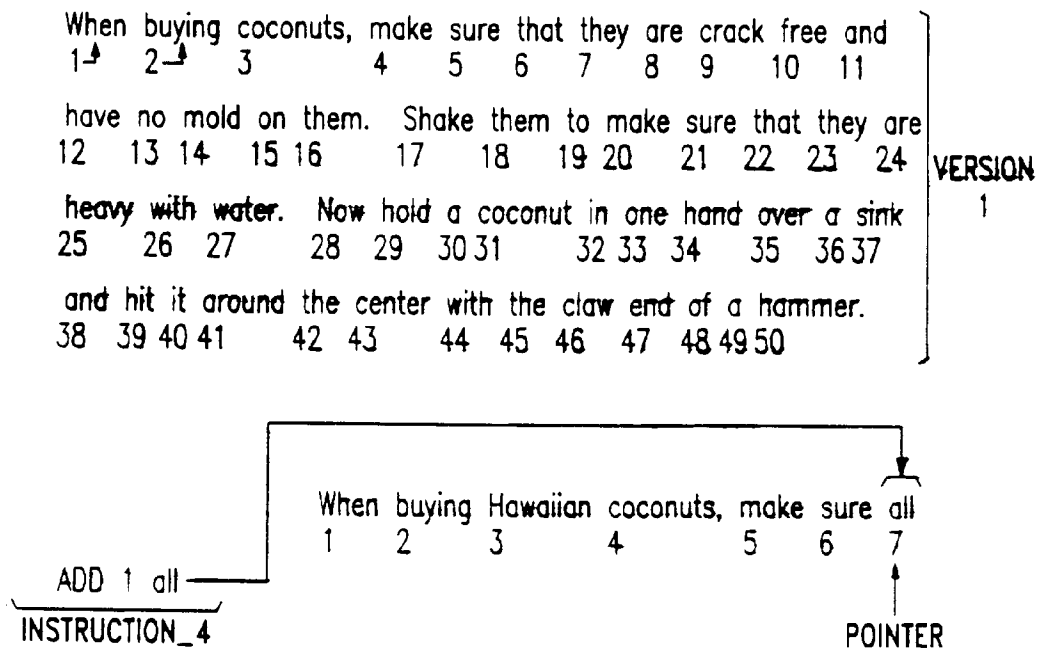 When buying coconuts, make sure that they are crack free and
1 2 3 4 5 6 7 8 9 10 11
have no mold on them. Shake them to make sure that they are
12 13 14 15 16 17 18 19 20 21 22 23 24
VERSION
1
heavy with water. Now hold a coconut in one hand over a sink
25 26 27 28 29 30 31 32 33 34 35 36 37
and hit it around the center with the claw end of a hammer.
38 39 40 41 42 43 44 45 46 47 48 49 50
When buying Hawaiian coconuts, make sure all
1 2 3 4 5 6 7
ADD 1 all
INSTRUCTION_4
POINTER